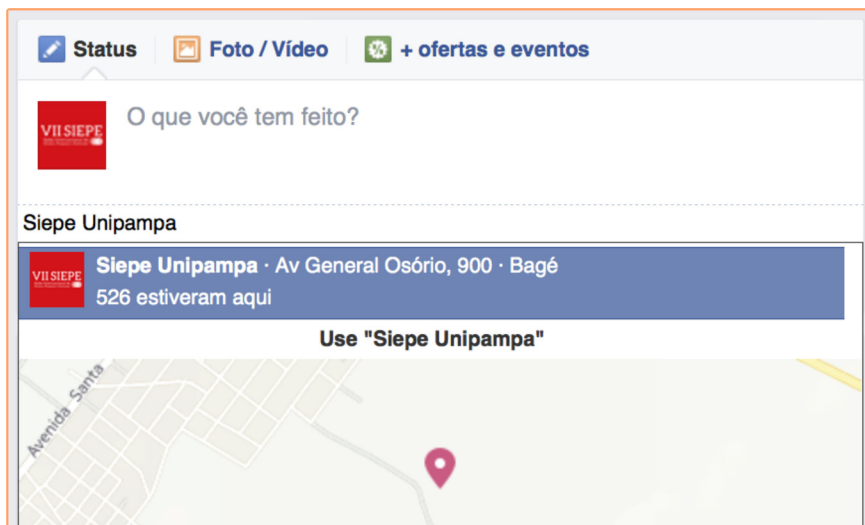 Status
Foto / Vídeo
+ ofertas e eventos
VII SIEPE
O que você tem feito?
Siepe Unipampa
VII SIEPE
Siepe Unipampa · Av General Osório, 900 · Bagé
526 estiveram aqui
Use "Siepe Unipampa"
Avenida Santa